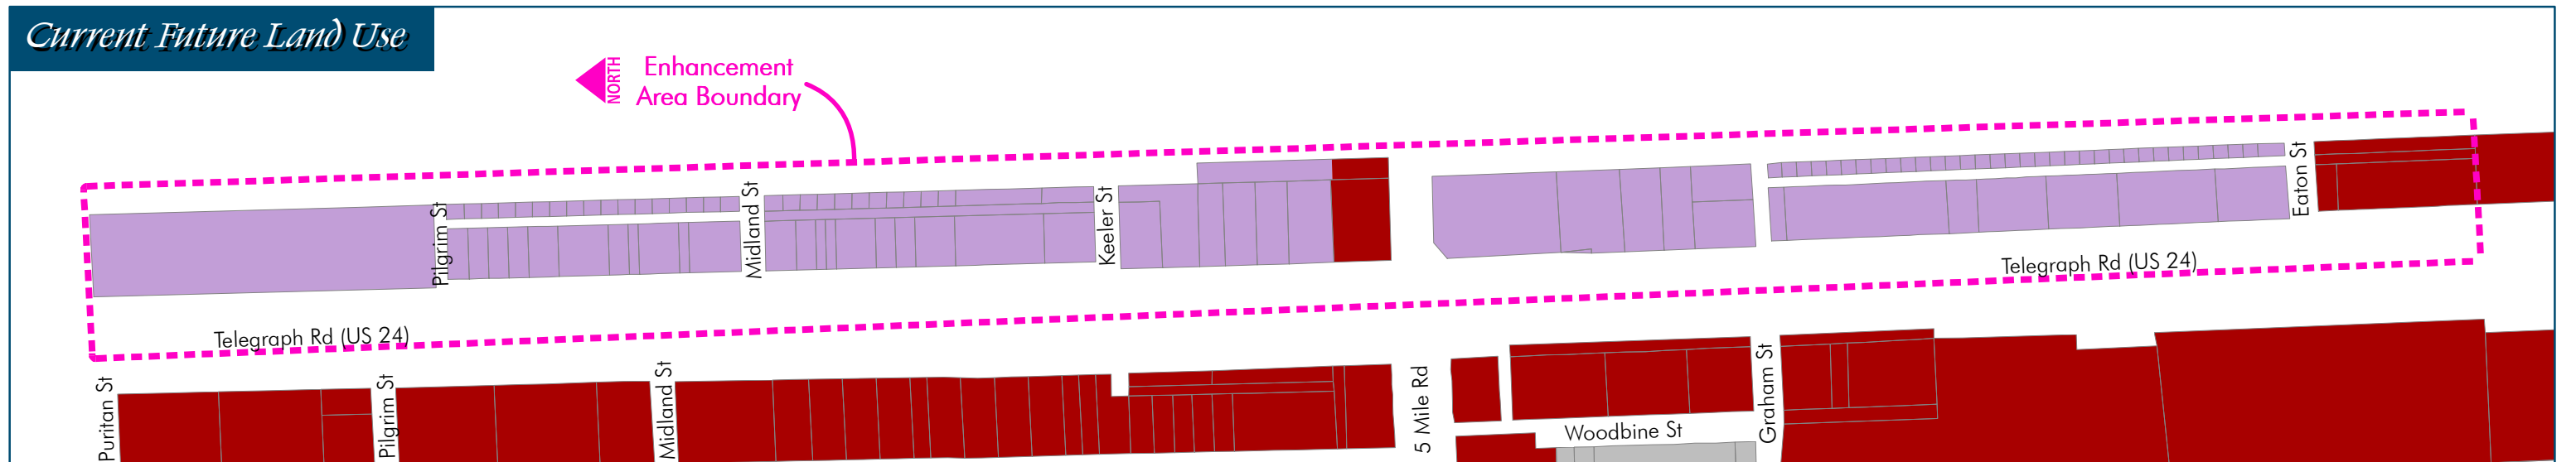 Current Future Land Use
NORTH
Enhancement
Area Boundary
Pilgrim St
Midland St
Keeler St
Eaton St
Telegraph Rd (US 24)
Telegraph Rd (US 24)
Puritan St
Pilgrim St
Midland St
5 Mile Rd
Woodbine St
Graham St